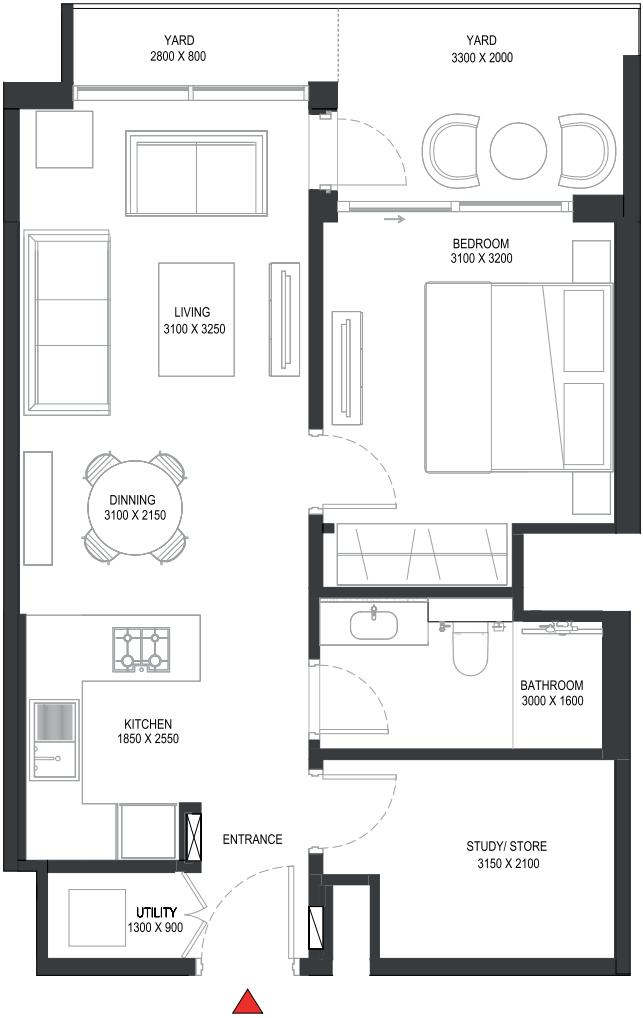 YARD
2800 X 800
YARD
3300 X 2000
BEDROOM
3100 X 3200
LIVING
3100 X 3250
DINNING
3100 X 2150
BATHROOM
3000 X 1600
KITCHEN
1850 X 2550
ENTRANCE
STUDY/ STORE
3150 X 2100
UTILITY
1300 X 900